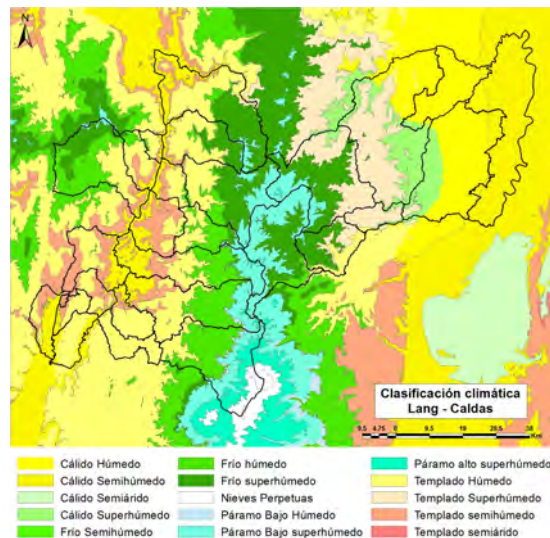 N
Clasificación climática
Lang - Caldas
9.5 4.75 0 9.5 19 28.5 38
Km
Cálido Húmedo
Cálido Semihúmedo
Cálido Semiárido
Cálido Superhúmedo
Frío Semihúmedo
Frío húmedo
Frío superhúmedo
Nieves Perpetuas
Páramo Bajo Húmedo
Páramo Bajo superhúmedo
Páramo alto superhúmedo
Templado Húmedo
Templado Superhúmedo
Templado semihúmedo
Templado semiárido